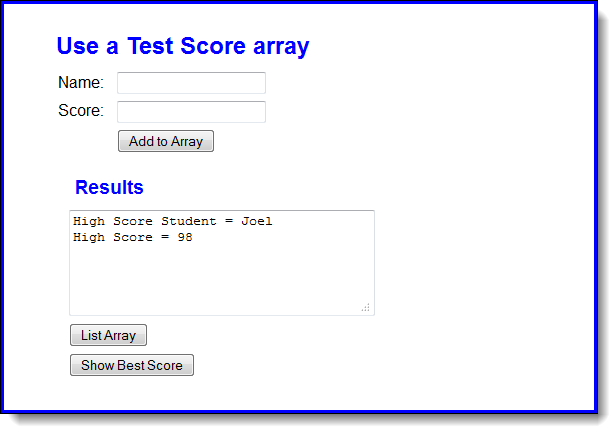 Use a Test Score array
Name:
Score:
Add to Array
Results
High Score Student = Joel
High Score = 98
List Array
Show Best Score